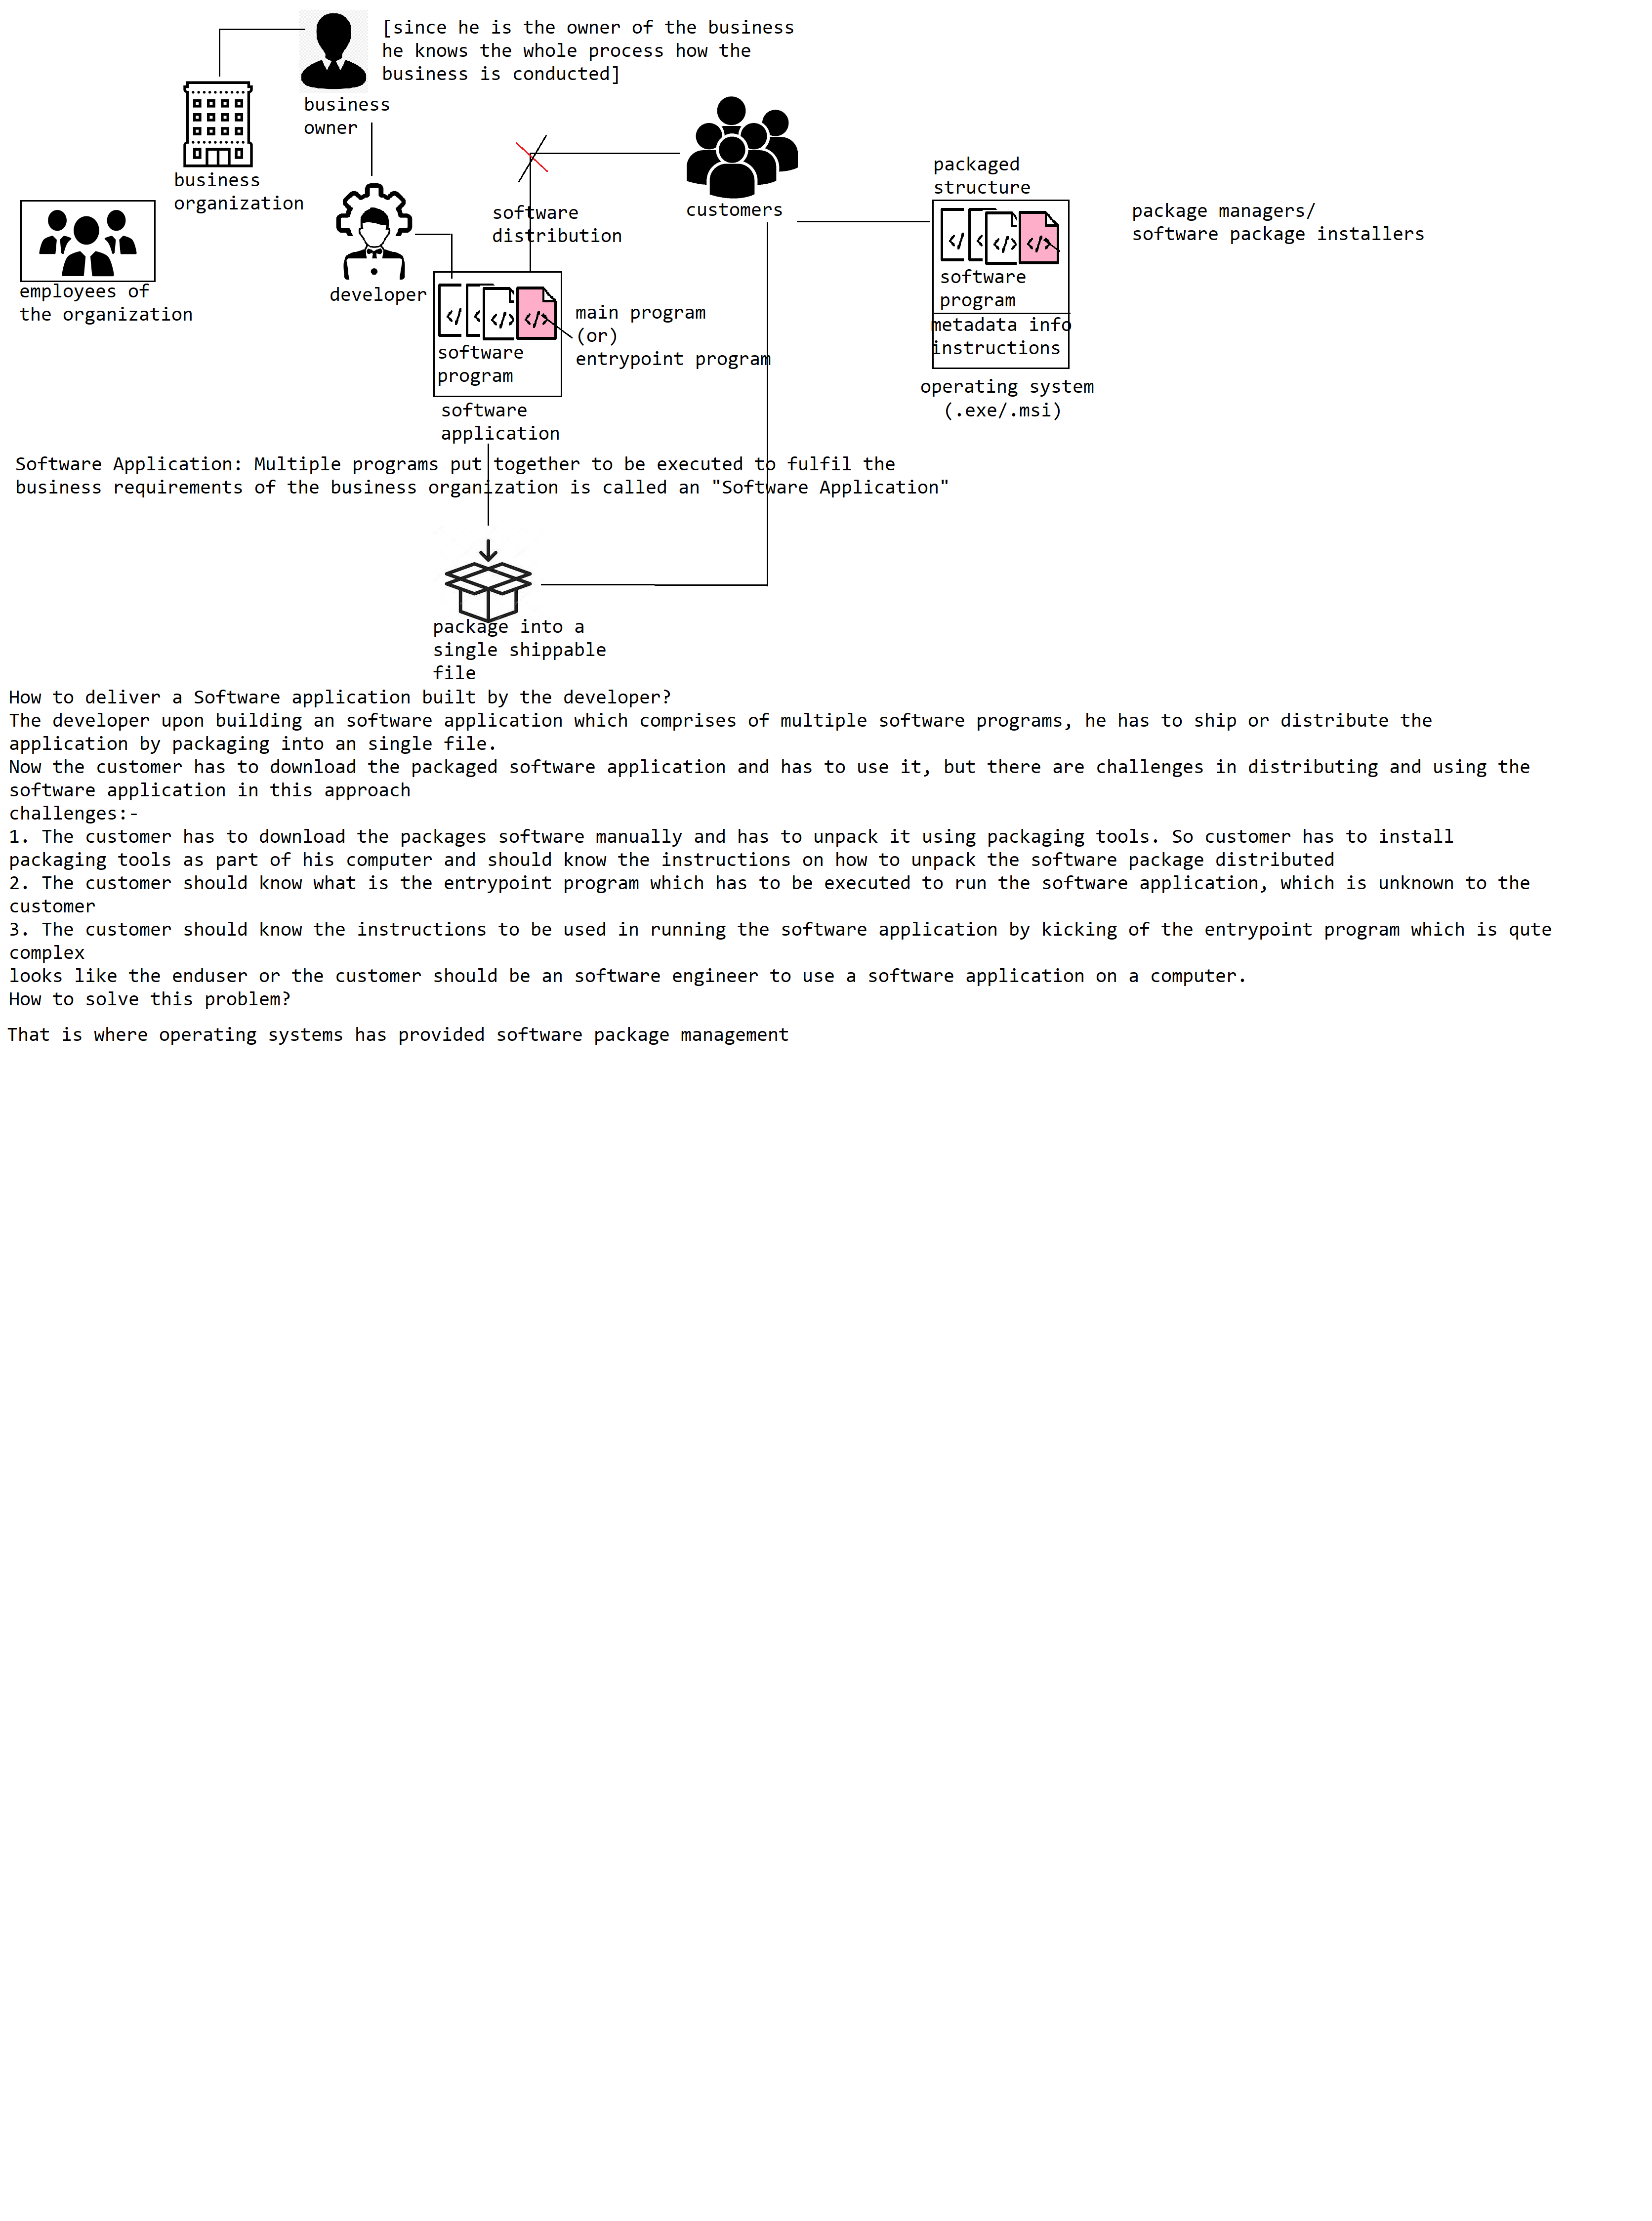 [since he is the owner of the business
he knows the whole process how the
business is conducted]
business
owner
business
organization
employees of
the organization
developer
software
distribution
customers
</>
<
</>
</>
software
program
main program
(or)
entrypoint program
software
application
packaged
structure
</
<
</>
</>
software
program
metadata info
instructions
operating system
(.exe/.msi)
package managers/
software package installers
Software Application: Multiple programs put together to be executed to fulfil the
business requirements of the business organization is called an "Software Application"
package into a
single shippable
file
How to deliver a Software application built by the developer?
The developer upon building an software application which comprises of multiple software programs, he has to ship or distribute the
application by packaging into an single file.
Now the customer has to download the packaged software application and has to use it, but there are challenges in distributing and using the
software application in this approach
challenges:-
1. The customer has to download the packages software manually and has to unpack it using packaging tools. So customer has to install
packaging tools as part of his computer and should know the instructions on how to unpack the software package distributed
2. The customer should know what is the entrypoint program which has to be executed to run the software application, which is unknown to the
customer
3. The customer should know the instructions to be used in running the software application by kicking of the entrypoint program which is qute
complex
looks like the enduser or the customer should be an software engineer to use a software application on a computer.
How to solve this problem?
That is where operating systems has provided software package management